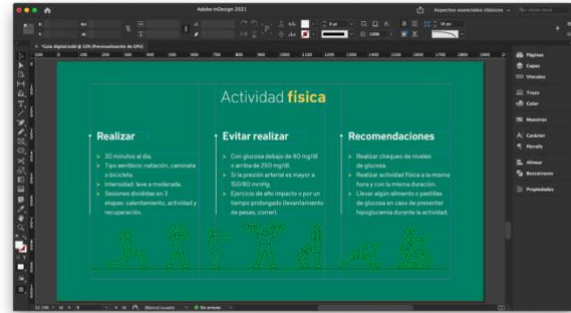 Adobe InDesign 2021
Aspectos esenciales clásicos
Actividad física
Realizar
» 30 minutos al día.
» Tipo aeróbico: natación, caminata
o bicicleta.
» Intensidad: leve a moderada.
» Sesiones divididas en 3
etapas: calentamiento, actividad y
recuperación.
Evitar realizar
» Con glucosa debajo de 80 mg/dl
o arriba de 250 mg/dl.
» Si la presión arterial es mayor a
150/80 mmHg.
» Ejercicio de alto impacto o por un
tiempo prolongado (levantamiento
de pesas, correr).
Recomendaciones
» Realizar chequeo de niveles
de glucosa.
» Realizar actividad física a la misma
hora y con la misma duración.
» Llevar algún alimento o pastillas
de glucosa en caso de presentar
hipoglucemia durante la actividad.
Páginas
Capas
Vínculos
Trazo
Color
Maestros
Carácter
Párrafo
Alinear
Buscatrazos
Propiedades